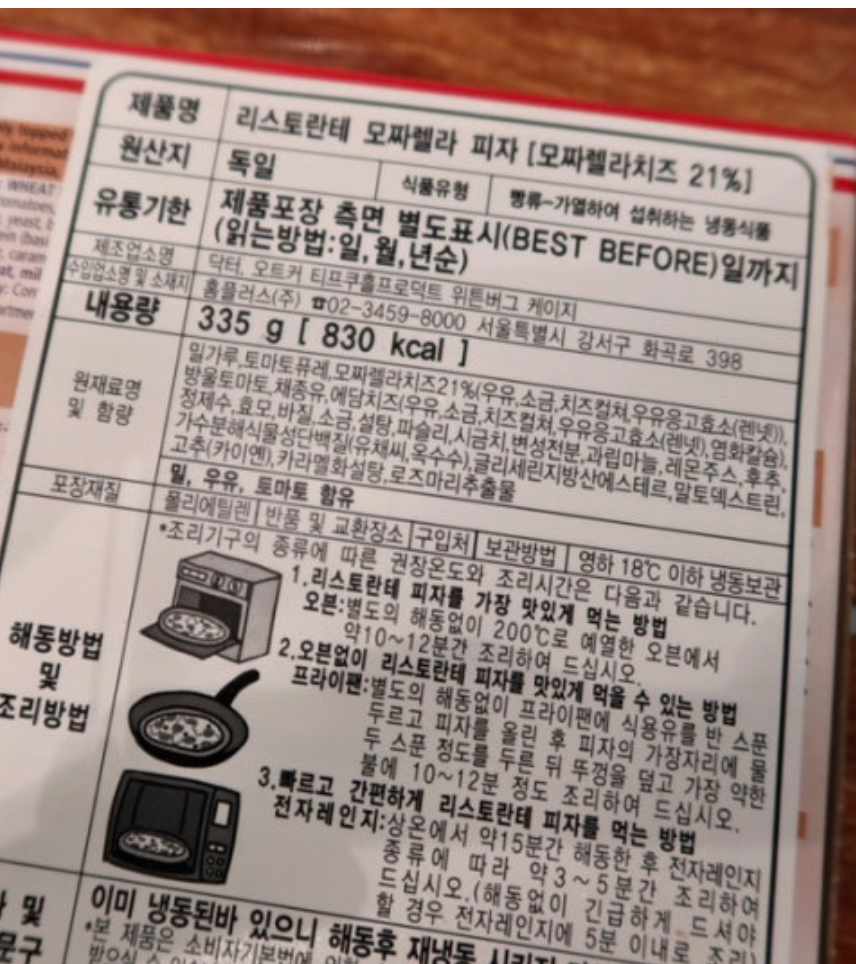 제품명 리스토란테 모짜렐라 피자 [모짜렐라치즈 21%]
원산지 독일 식품유형 빵류-가열하여 섭취하는 냉동식품
유통기한 제품포장 측면 별도표시(BEST BEFORE)일까지
(읽는방법:일,월,년순)
제조업소명 닥터. 오트커 티프쿠홀프로덕트 위튼버그 케이지
수입업소명 및 소재지 홈플러스(주) ☎02-3459-8000 서울특별시 강서구 화곡로 398
내용량 335 g [ 830 kcal ]
원재료명
및 함량
밀가루,토마토퓨레,모짜렐라치즈21%(우유,소금,치즈컬쳐,우유응고효소(렌넷)),
방울토마토,채종유,에담치즈(우유,소금,치즈컬쳐,우유응고효소(렌넷),염화칼슘),
정제수,효모,바질,소금,설탕,파슬리,시금치,변성전분,과립마늘,레몬주스,후추,
가수분해식물성단백질(유채씨,옥수수),글리세린지방산에스테르,말토덱스트린,
고추(카이엔),카라멜화설탕,로즈마리추출물
밀, 우유, 토마토 함유
포장재질 폴리에틸렌 반품 및 교환장소 구입처 보관방법 영하 18℃ 이하 냉동보관
해동방법
및
조리방법
*조리기구의 종류에 따른 권장온도와 조리시간은 다음과 같습니다.
1.리스토란테 피자를 가장 맛있게 먹는 방법
오븐:별도의 해동없이 200℃로 예열한 오븐에서
약10~12분간 조리하여 드십시오.
2.오븐없이 리스토란테 피자를 맛있게 먹을 수 있는 방법
프라이팬:별도의 해동없이 프라이팬에 식용유를 반 스푼
두르고 피자를 올린 후 피자의 가장자리에 물
두 스푼 정도를 두른 뒤 뚜껑을 덮고 가장 약한
불에 10~12분 정도 조리하여 드십시오.
3.빠르고 간편하게 리스토란테 피자를 먹는 방법
전자레인지:상온에서 약15분간 해동한 후 전자레인지
종류에 따라 약3~5분간 조리하여
드십시오.(해동없이 긴급하게 드셔야
할 경우 전자레인지에 5분 이내로 조리)
이미 냉동된바 있으니 해동후 재냉동
*본 제품은 소비자기본법에